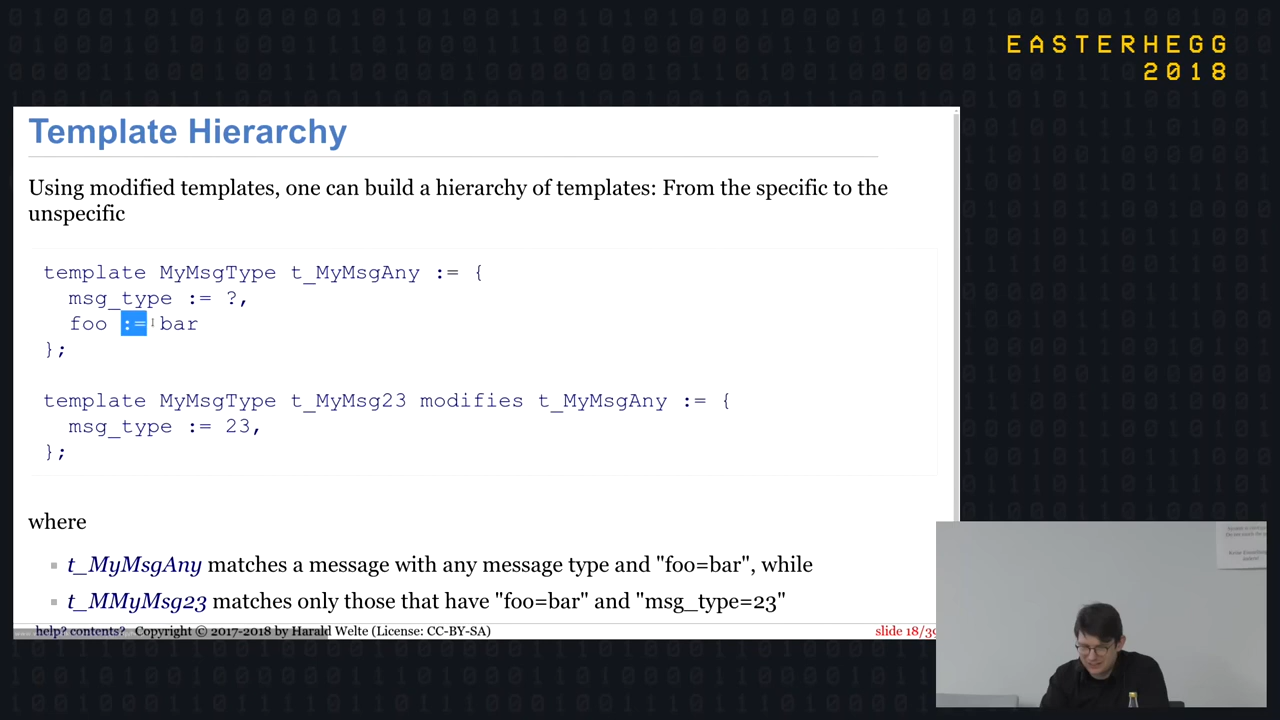 EASTERHEGG
2018
Template Hierarchy
Using modified templates, one can build a hierarchy of templates: From the specific to the
unspecific
template MyMsgType t_MyMsgAny := {
msg_type := ?,
foo := bar
};
template MyMsgType t_MyMsg23 modifies t_MyMsgAny := {
msg_type := 23,
};
where
t_MyMsgAny matches a message with any message type and "foo=bar", while
t_MMyMsg23 matches only those that have "foo=bar" and "msg_type=23"
help? contents? Copyright © 2017-2018 by Harald Welte (License: CC-BY-SA)
slide 18/39